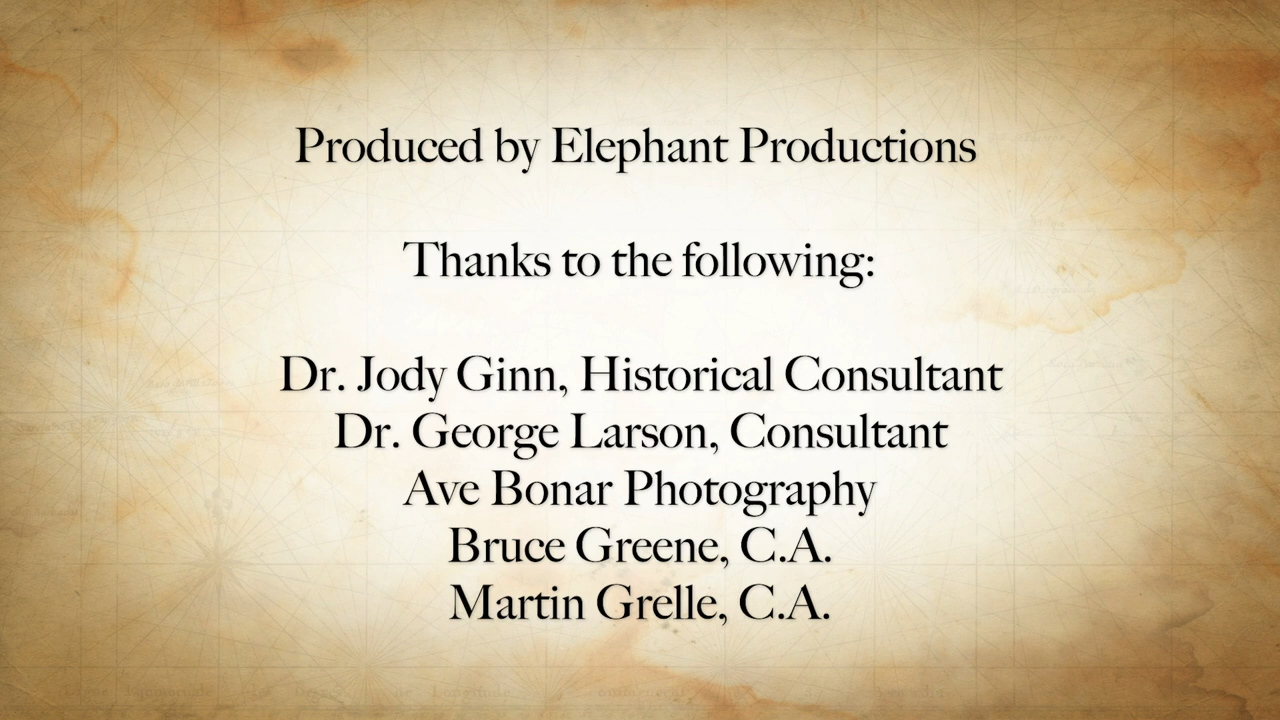 Produced by Elephant Productions
Thanks to the following:
Dr. Jody Ginn, Historical Consultant
Dr. George Larson, Consultant
Ave Bonar Photography
Bruce Greene, C.A.
Martin Grelle, C.A.